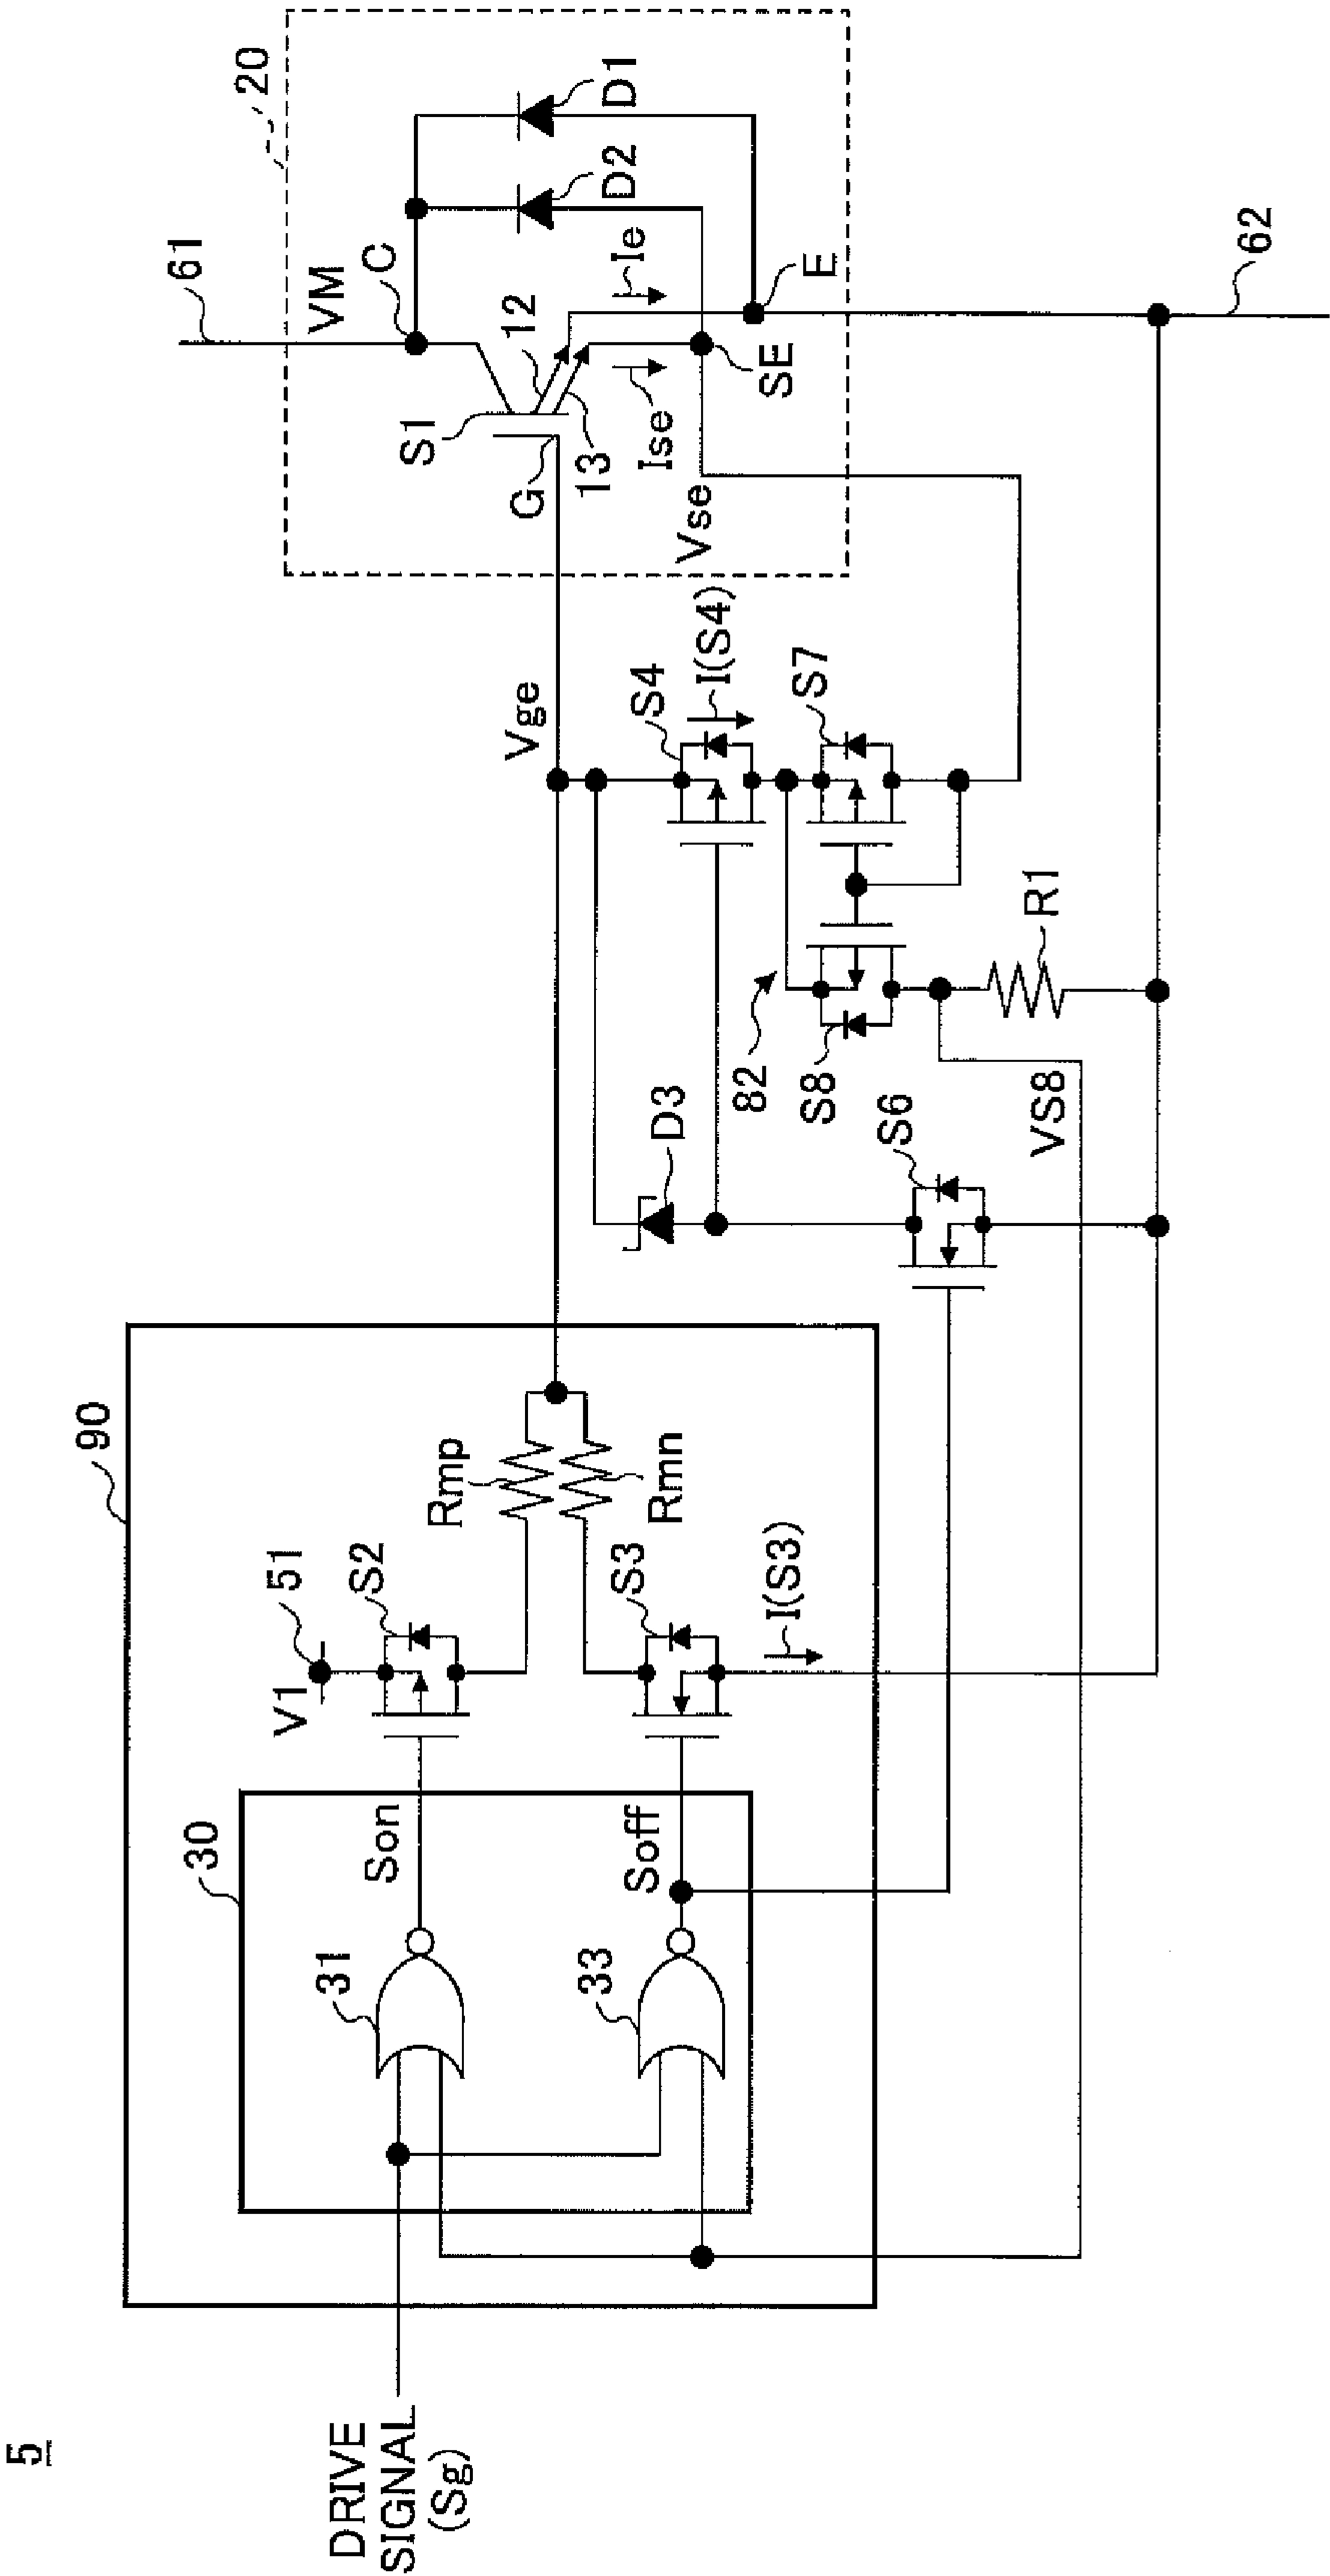 5
DRIVE
SIGNAL
(Sg)
90
30
31
33
Son
Soff
V1
51
S2
S3
I(S3)
Rmp
Rmn
D3
S6
82
S8
VS8
R1
Vge
S4
I(S4)
S7
20
61
VM
C
S1
G
12
13
Ise
Ie
Vse
SE
E
D1
D2
62